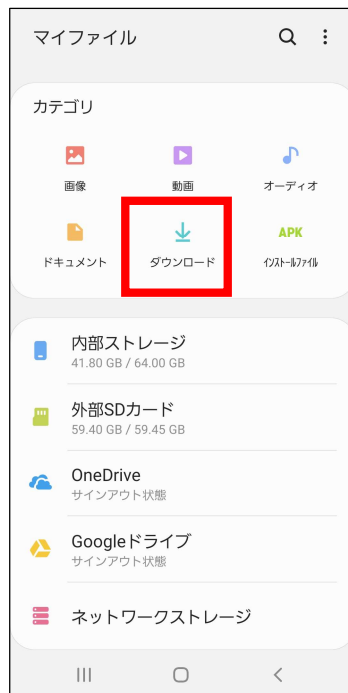 マイファイル
カテゴリ
画像
動画
オーディオ
ドキュメント
ダウンロード
APK
インストールファイル
内部ストレージ
41.80 GB / 64.00 GB
外部SDカード
59.40 GB / 59.45 GB
OneDrive
サインアウト状態
Googleドライブ
サインアウト状態
ネットワークストレージ